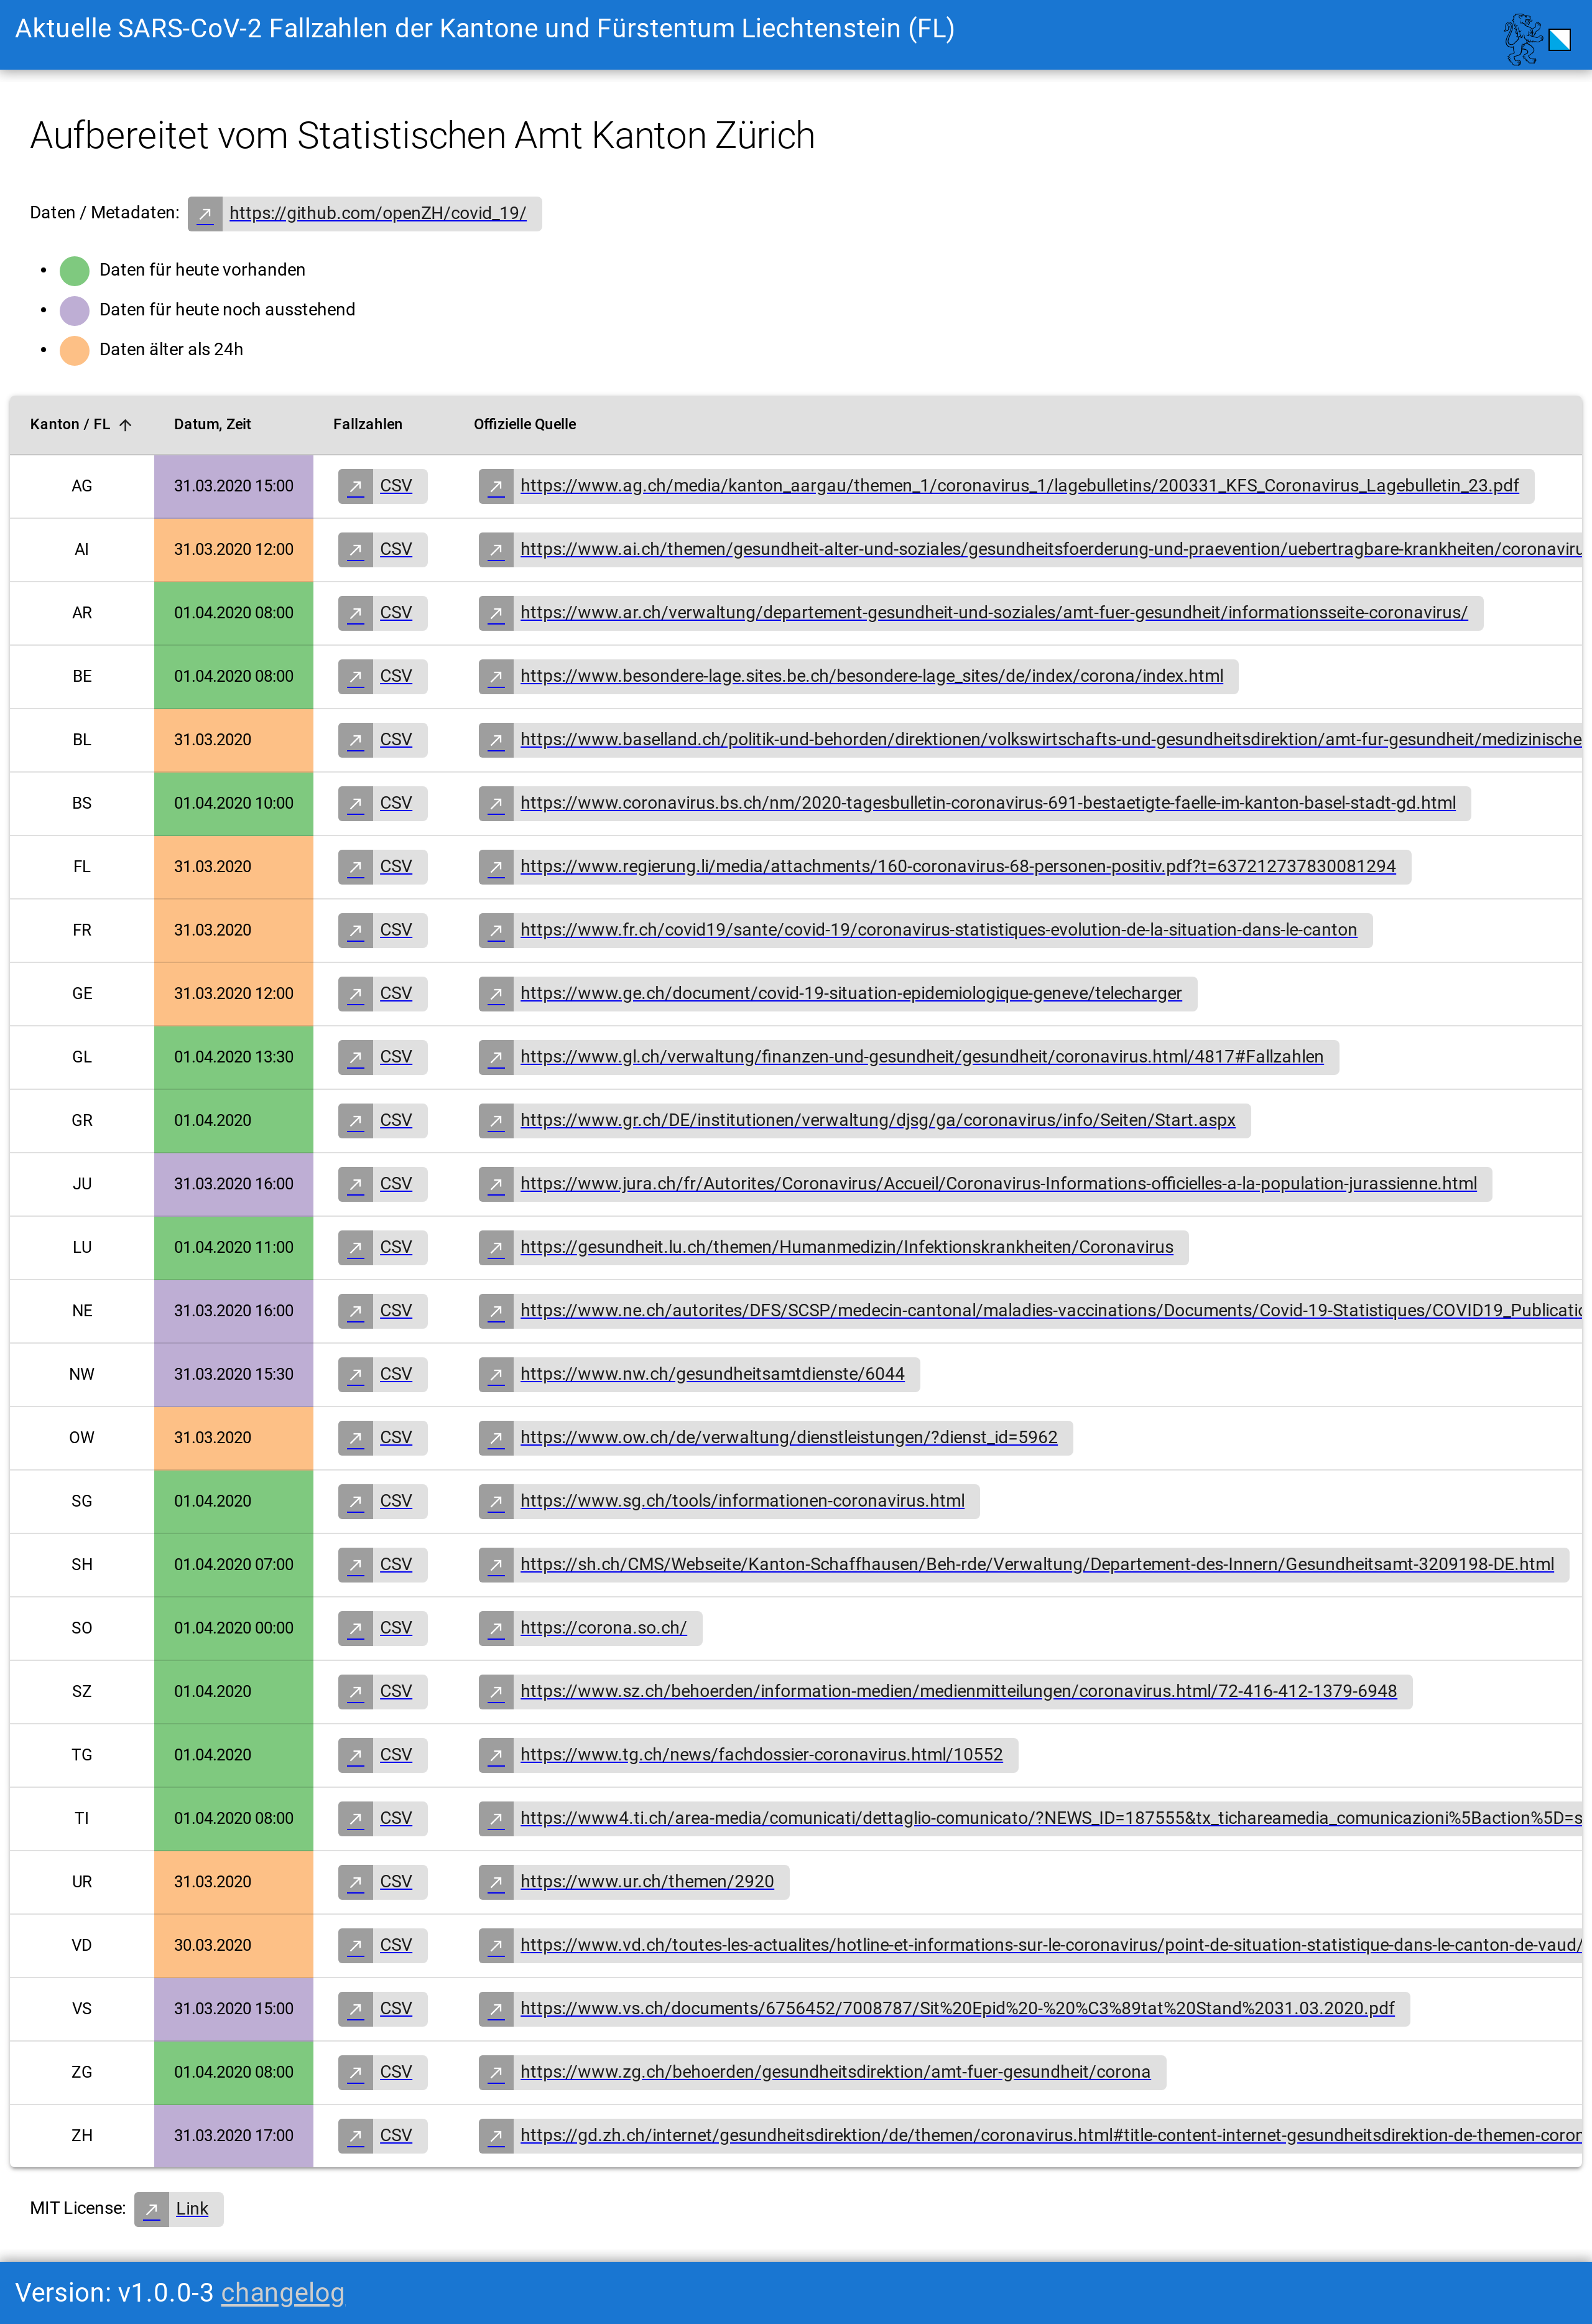 Aktuelle SARS-CoV-2 Fallzahlen der Kantone und Fürstentum Liechtenstein (FL)
Aufbereitet vom Statistischen Amt Kanton Zürich
Daten / Metadaten: https://github.com/openZH/covid_19/
Daten für heute vorhanden
Daten für heute noch ausstehend
Daten älter als 24h
Kanton / FL Datum, Zeit Fallzahlen Offizielle Quelle
AG 31.03.2020 15:00 CSV https://www.ag.ch/media/kanton_aargau/themen_1/coronavirus_1/lagebulletins/200331_KFS_Coronavirus_Lagebulletin_23.pdf
AI 31.03.2020 12:00 CSV https://www.ai.ch/themen/gesundheit-alter-und-soziales/gesundheitsfoerderung-und-praevention/uebertragbare-krankheiten/coronaviru
AR 01.04.2020 08:00 CSV https://www.ar.ch/verwaltung/departement-gesundheit-und-soziales/amt-fuer-gesundheit/informationsseite-coronavirus/
BE 01.04.2020 08:00 CSV https://www.besondere-lage.sites.be.ch/besondere-lage_sites/de/index/corona/index.html
BL 31.03.2020 CSV https://www.baselland.ch/politik-und-behorden/direktionen/volkswirtschafts-und-gesundheitsdirektion/amt-fur-gesundheit/medizinische
BS 01.04.2020 10:00 CSV https://www.coronavirus.bs.ch/nm/2020-tagesbulletin-coronavirus-691-bestaetigte-faelle-im-kanton-basel-stadt-gd.html
FL 31.03.2020 CSV https://www.regierung.li/media/attachments/160-coronavirus-68-personen-positiv.pdf?t=637212737830081294
FR 31.03.2020 CSV https://www.fr.ch/covid19/sante/covid-19/coronavirus-statistiques-evolution-de-la-situation-dans-le-canton
GE 31.03.2020 12:00 CSV https://www.ge.ch/document/covid-19-situation-epidemiologique-geneve/telecharger
GL 01.04.2020 13:30 CSV https://www.gl.ch/verwaltung/finanzen-und-gesundheit/gesundheit/coronavirus.html/4817#Fallzahlen
GR 01.04.2020 CSV https://www.gr.ch/DE/institutionen/verwaltung/djsg/ga/coronavirus/info/Seiten/Start.aspx
JU 31.03.2020 16:00 CSV https://www.jura.ch/fr/Autorites/Coronavirus/Accueil/Coronavirus-Informations-officielles-a-la-population-jurassienne.html
LU 01.04.2020 11:00 CSV https://gesundheit.lu.ch/themen/Humanmedizin/Infektionskrankheiten/Coronavirus
NE 31.03.2020 16:00 CSV https://www.ne.ch/autorites/DFS/SCSP/medecin-cantonal/maladies-vaccinations/Documents/Covid-19-Statistiques/COVID19_Publicatio
NW 31.03.2020 15:30 CSV https://www.nw.ch/gesundheitsamtdienste/6044
OW 31.03.2020 CSV https://www.ow.ch/de/verwaltung/dienstleistungen/?dienst_id=5962
SG 01.04.2020 CSV https://www.sg.ch/tools/informationen-coronavirus.html
SH 01.04.2020 07:00 CSV https://sh.ch/CMS/Webseite/Kanton-Schaffhausen/Beh-rde/Verwaltung/Departement-des-Innern/Gesundheitsamt-3209198-DE.html
SO 01.04.2020 00:00 CSV https://corona.so.ch/
SZ 01.04.2020 CSV https://www.sz.ch/behoerden/information-medien/medienmitteilungen/coronavirus.html/72-416-412-1379-6948
TG 01.04.2020 CSV https://www.tg.ch/news/fachdossier-coronavirus.html/10552
TI 01.04.2020 08:00 CSV https://www4.ti.ch/area-media/comunicati/dettaglio-comunicato/?NEWS_ID=187555&tx_tichareamedia_comunicazioni%5Baction%5D=s
UR 31.03.2020 CSV https://www.ur.ch/themen/2920
VD 30.03.2020 CSV https://www.vd.ch/toutes-les-actualites/hotline-et-informations-sur-le-coronavirus/point-de-situation-statistique-dans-le-canton-de-vaud/
VS 31.03.2020 15:00 CSV https://www.vs.ch/documents/6756452/7008787/Sit%20Epid%20-%20%C3%89tat%20Stand%2031.03.2020.pdf
ZG 01.04.2020 08:00 CSV https://www.zg.ch/behoerden/gesundheitsdirektion/amt-fuer-gesundheit/corona
ZH 31.03.2020 17:00 CSV https://gd.zh.ch/internet/gesundheitsdirektion/de/themen/coronavirus.html#title-content-internet-gesundheitsdirektion-de-themen-coron
MIT License: Link
Version: v1.0.0-3 changelog